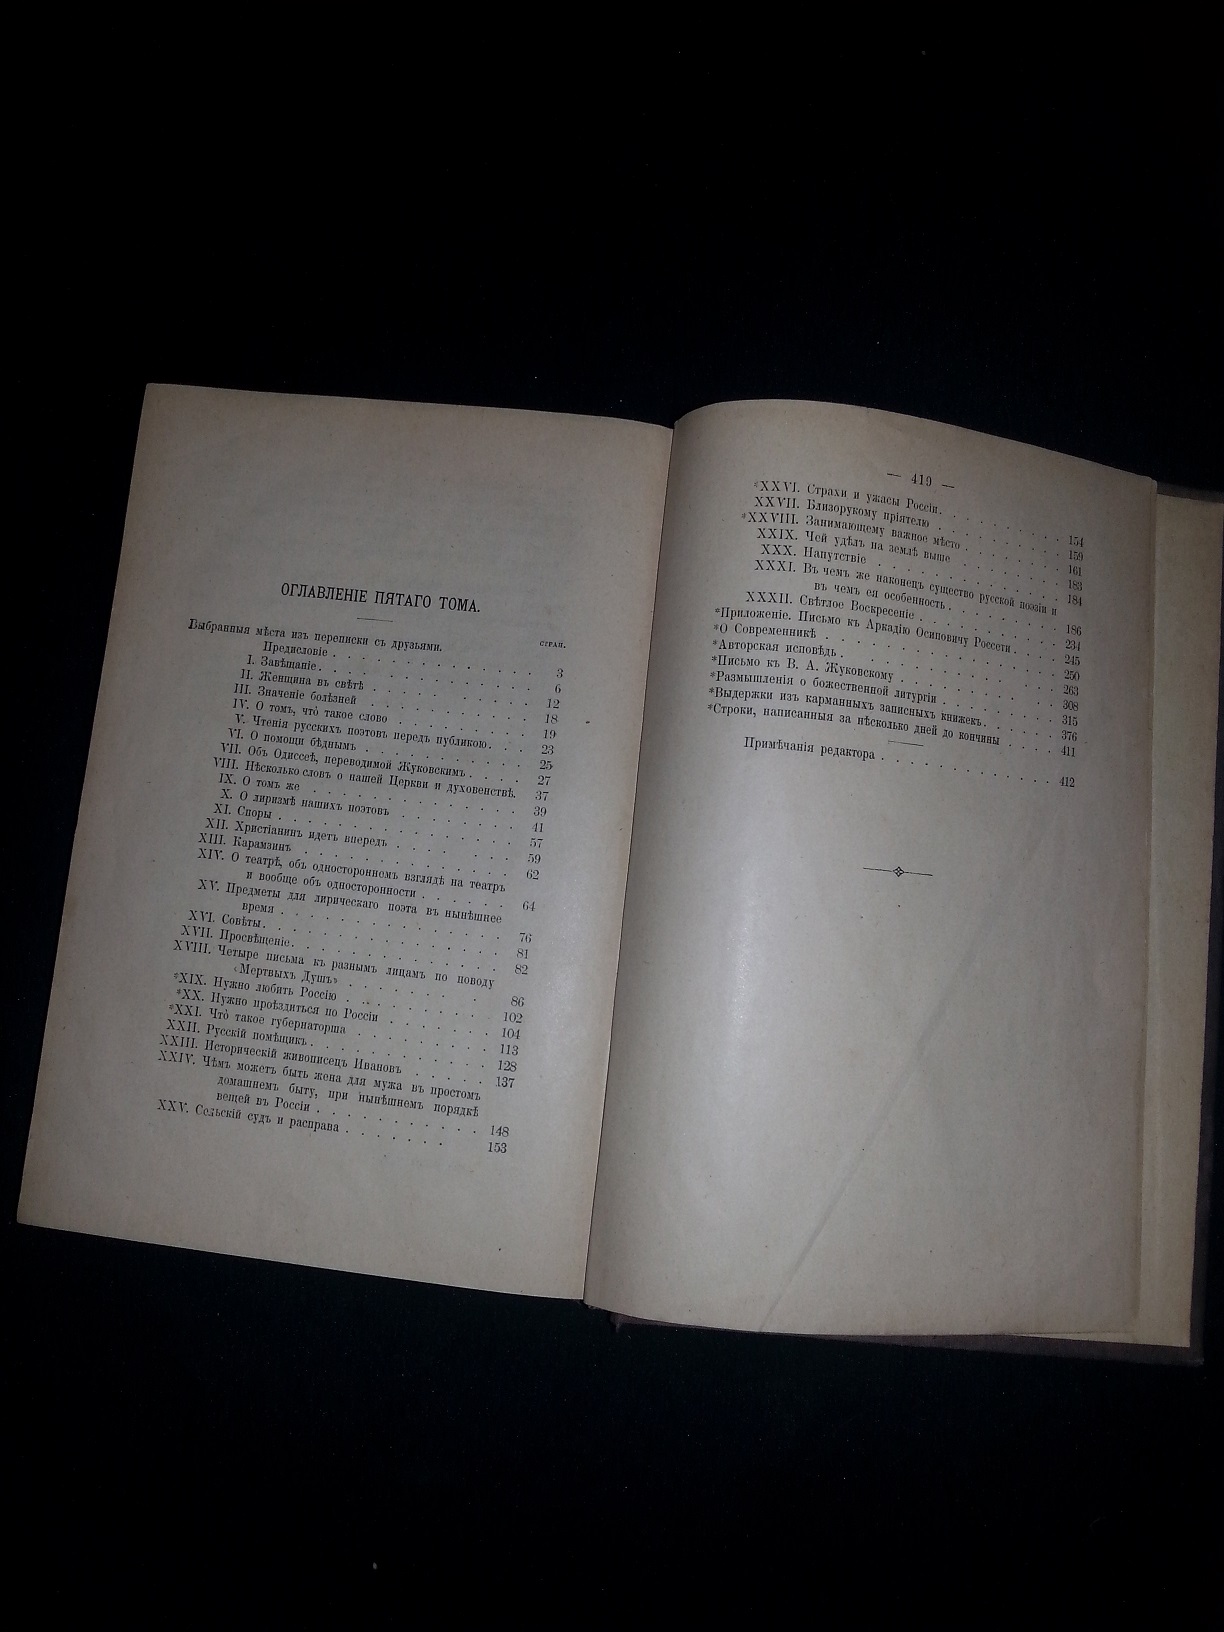 ОГЛАВЛЕНІЕ ПЯТАГО ТОМА.
СТРАН.
Выбранныя мѣста изъ переписки съ друзьями.
Предисловіе . . . 3
I. Завѣщаніе . . . 6
II. Женщина въ свѣтѣ . . . 12
III. Значеніе болѣзней . . . 18
IV. О томъ, что̀ такое слово . . . 19
V. Чтенія русскихъ поэтовъ передъ публикою . . . 23
VI. О помощи бѣднымъ . . . 25
VII. Объ Одиссеѣ, переводимой Жуковскимъ . . . 27
VIII. Нѣсколько словъ о нашей Церкви и духовенствѣ. 37
IX. О томъ же . . . 39
X. О лиризмѣ нашихъ поэтовъ . . . 41
XI. Споры . . . 57
XII. Христіанинъ идетъ впередъ . . . 59
XIII. Карамзинъ . . . 62
XIV. О театрѣ, объ одностороннемъ взглядѣ на театръ
и вообще объ односторонности . . . 64
XV. Предметы для лирическаго поэта въ нынѣшнее
время . . . 76
XVI. Совѣты . . . 81
XVII. Просвѣщеніе . . . 82
XVIII. Четыре письма къ разнымъ лицамъ по поводу
«Мертвыхъ Душъ» . . . 86
*XIX. Нужно любить Россію . . . 102
*XX. Нужно проѣздиться по Россіи . . . 104
*XXI. Что̀ такое губернаторша . . . 113
XXII. Русскій помѣщикъ . . . 128
XXIII. Историческій живописецъ Ивановъ . . . 137
XXIV. Чѣмъ можетъ быть жена для мужа въ простомъ
домашнемъ быту, при нынѣшнемъ порядкѣ
вещей въ Россіи . . . 148
XXV. Сельскій судъ и расправа . . . 153
— 419 —
*XXVI. Страхи и ужасы Россіи . . . 154
XXVII. Близорукому пріятелю . . . 159
*XXVIII. Занимающему важное мѣсто . . . 161
XXIX. Чей удѣлъ на землѣ выше . . . 183
XXX. Напутствіе . . . 184
XXXI. Въ чемъ же наконецъ существо русской поэзіи и
въ чемъ ея особенность . . . 186
XXXII. Свѣтлое Воскресеніе . . . 234
*Приложеніе. Письмо къ Аркадію Осиповичу Россети . . . 245
*О Современникѣ . . . 250
*Авторская исповѣдь . . . 263
*Письмо къ В. А. Жуковскому . . . 308
*Размышленія о божественной литургіи . . . 315
*Выдержки изъ карманныхъ записныхъ книжекъ . . . 376
*Строки, написанныя за нѣсколько дней до кончины . . . 411
Примѣчанія редактора . . . 412